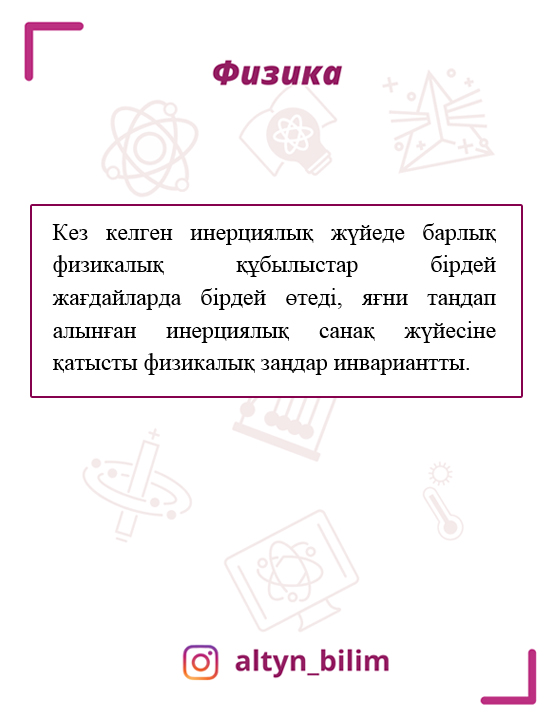 Физика
Кез келген инерциялық жүйеде барлық
физикалық құбылыстар бірдей
жағдайларда бірдей өтеді, яғни таңдап
алынған инерциялық санақ жүйесіне
қатысты физикалық заңдар инвариантты.
altyn_bilim